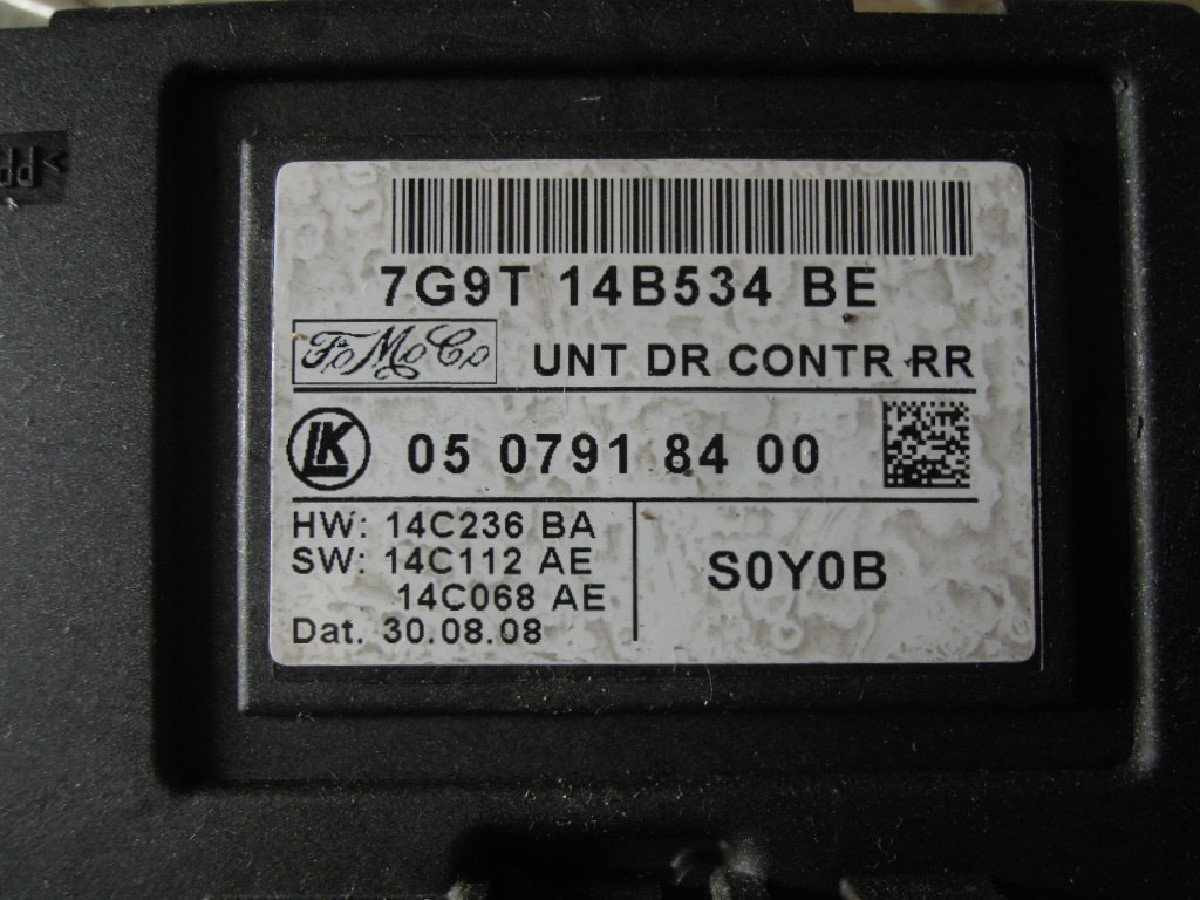 7G9T 14B534 BE
FoMoCo
UNT DR CONTR RR
LK
05 0791 84 00
HW: 14C236 BA
SW: 14C112 AE
14C068 AE
Dat. 30.08.08
S0Y0B
>PP